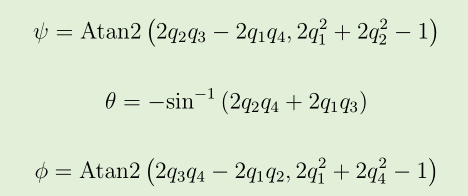 ψ = Atan2 (2q₂q₃ − 2q₁q₄, 2q₁² + 2q₂² − 1)
θ = −sin⁻¹ (2q₂q₄ + 2q₁q₃)
ϕ = Atan2 (2q₃q₄ − 2q₁q₂, 2q₁² + 2q₄² − 1)